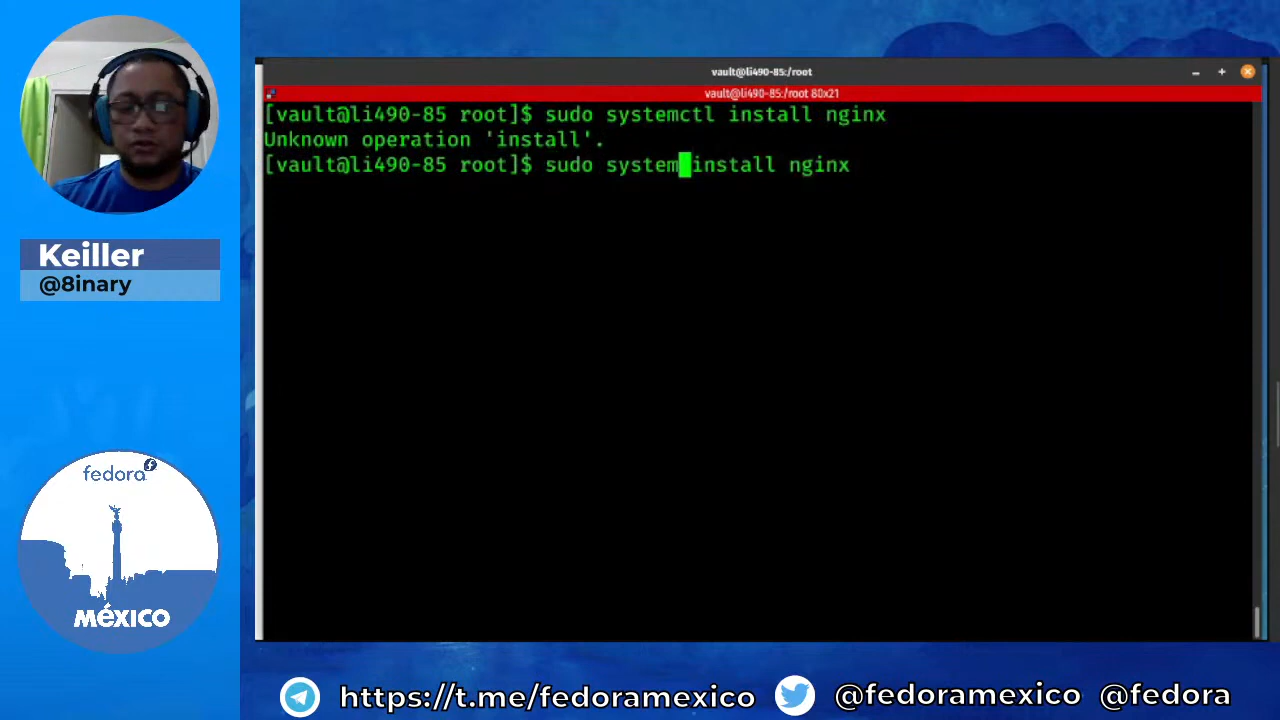 vault@li490-85:/root
vault@li490-85:/root 80x21
[vault@li490-85 root]$ sudo systemctl install nginx
Unknown operation 'install'.
[vault@li490-85 root]$ sudo system install nginx
Keiller
@8inary
fedora
MÉXICO
https://t.me/fedoramexico @fedoramexico @fedora